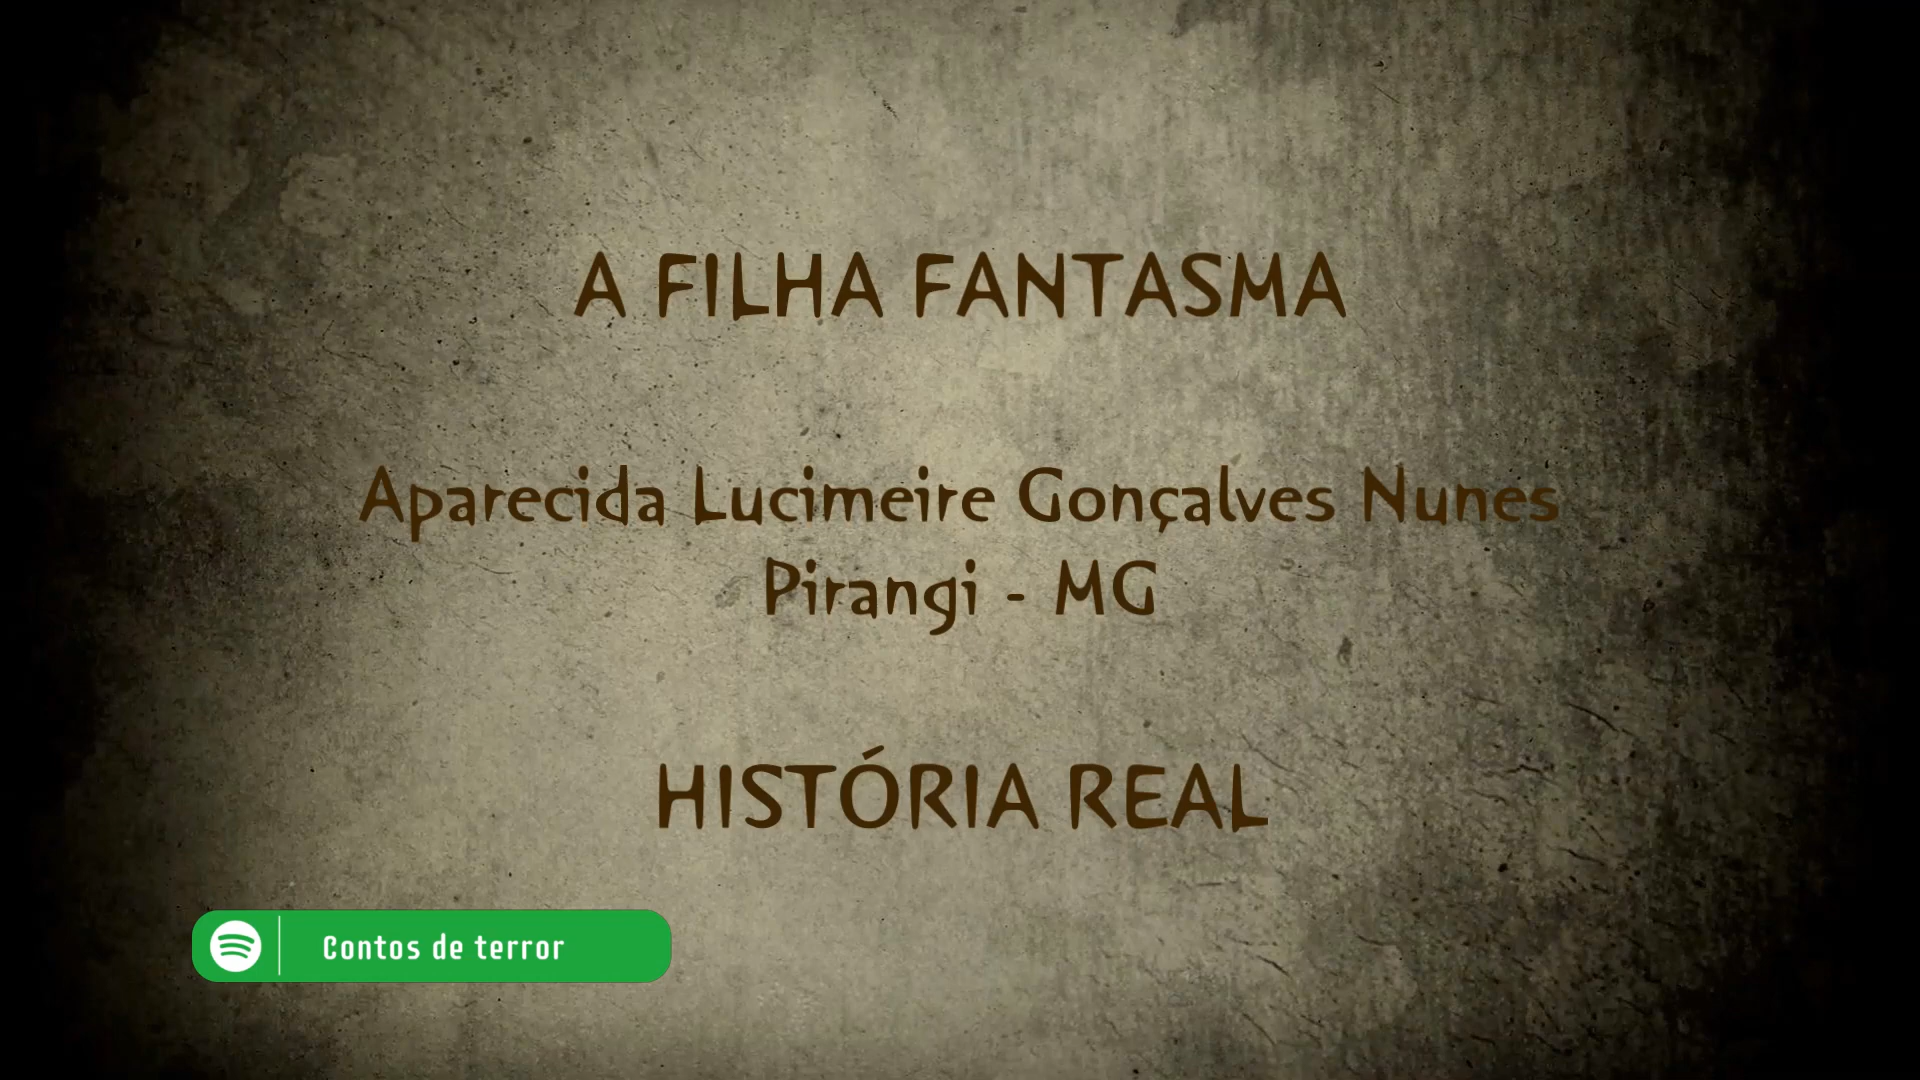 A FILHA FANTASMA
Aparecida Lucimeire Gonçalves Nunes
Pirangi - MG
HISTÓRIA REAL
Contos de terror